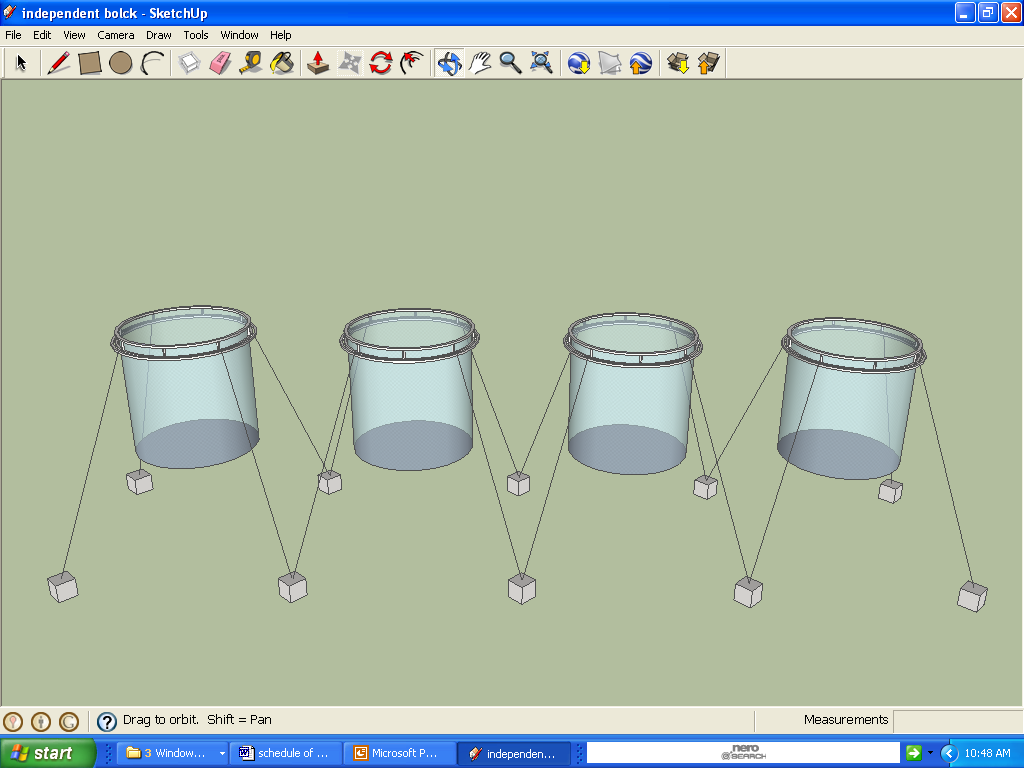 independent bolck - SketchUp
File Edit View Camera Draw Tools Window Help
Drag to orbit. Shift = Pan
Measurements
start
3 Window...
schedule of ...
Microsoft P...
independen...
nero
SEARCH
10:48 AM